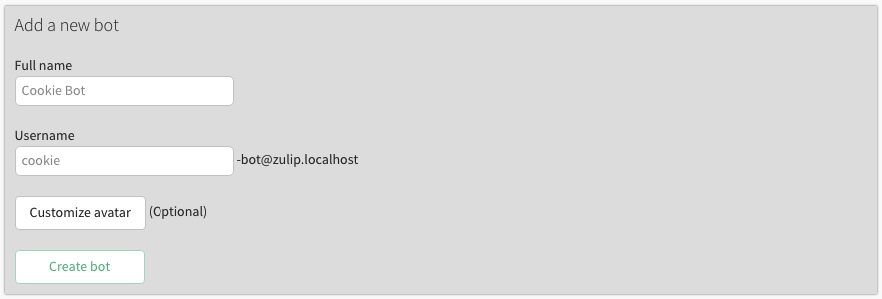 Add a new bot
Full name
Cookie Bot
Username
cookie -bot@zulip.localhost
Customize avatar (Optional)
Create bot